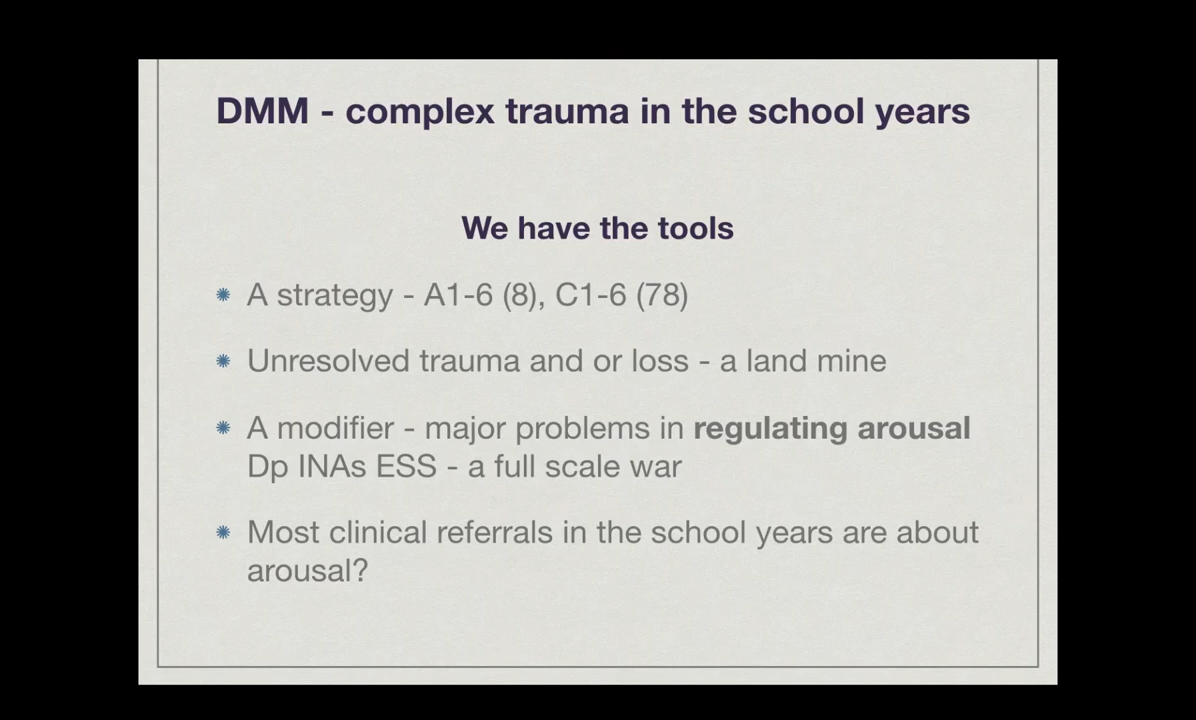 DMM - complex trauma in the school years
We have the tools
A strategy - A1-6 (8), C1-6 (78)
Unresolved trauma and or loss - a land mine
A modifier - major problems in regulating arousal
Dp INAs ESS - a full scale war
Most clinical referrals in the school years are about
arousal?